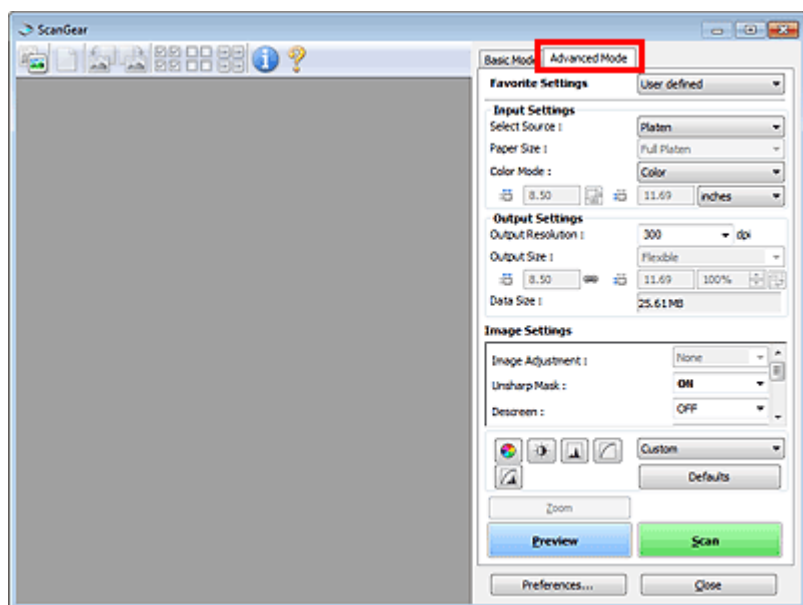 ScanGear
Basic Mode Advanced Mode
Favorite Settings User defined
Input Settings
Select Source : Platen
Paper Size : Full Platen
Color Mode : Color
8.50 11.69 inches
Output Settings
Output Resolution : 300 dpi
Output Size : Flexible
8.50 11.69 100%
Data Size : 25.61MB
Image Settings
Image Adjustment : None
Unsharp Mask : ON
Descreen : OFF
Custom
Defaults
Zoom
Preview Scan
Preferences... Close